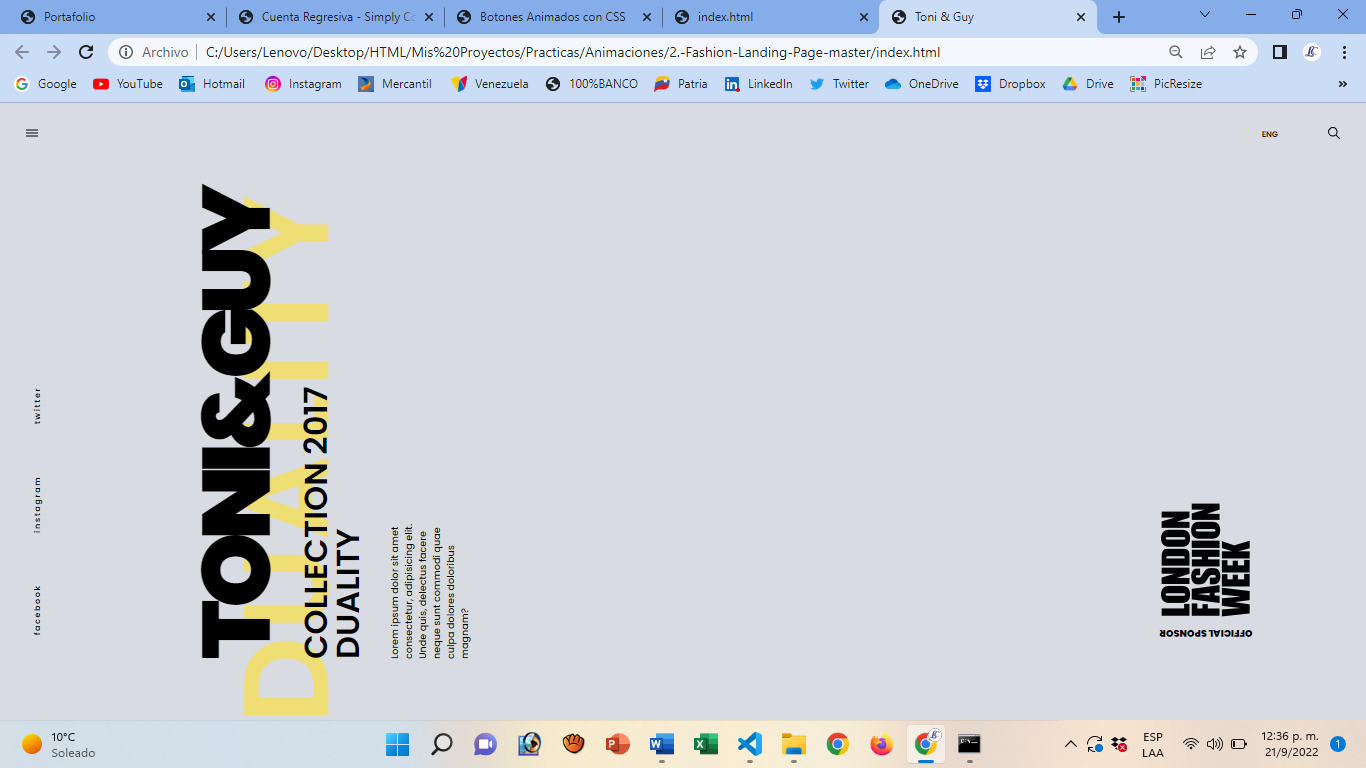 Portafolio
Cuenta Regresiva - Simply Co
Botones Animados con CSS
index.html
Toni & Guy
Archivo
C:/Users/Lenovo/Desktop/HTML/Mis%20Proyectos/Practicas/Animaciones/2.-Fashion-Landing-Page-master/index.html
Google
YouTube
Hotmail
Instagram
Mercantil
Venezuela
100%BANCO
Patria
LinkedIn
Twitter
OneDrive
Dropbox
Drive
PicResize
»
ENG
twitter
instagram
facebook
TONI&GUY
DUALITY
COLLECTION 2017
DUALITY
Lorem ipsum dolor sit amet
consectetur, adipisicing elit.
Unde quis, delectus facere
neque sunt commodi quae
culpa dolores doloribus
magnam?
LONDON
FASHION
WEEK
OFFICIAL SPONSOR
10°C
Soleado
ESP
LAA
12:36 p. m.
21/9/2022
1